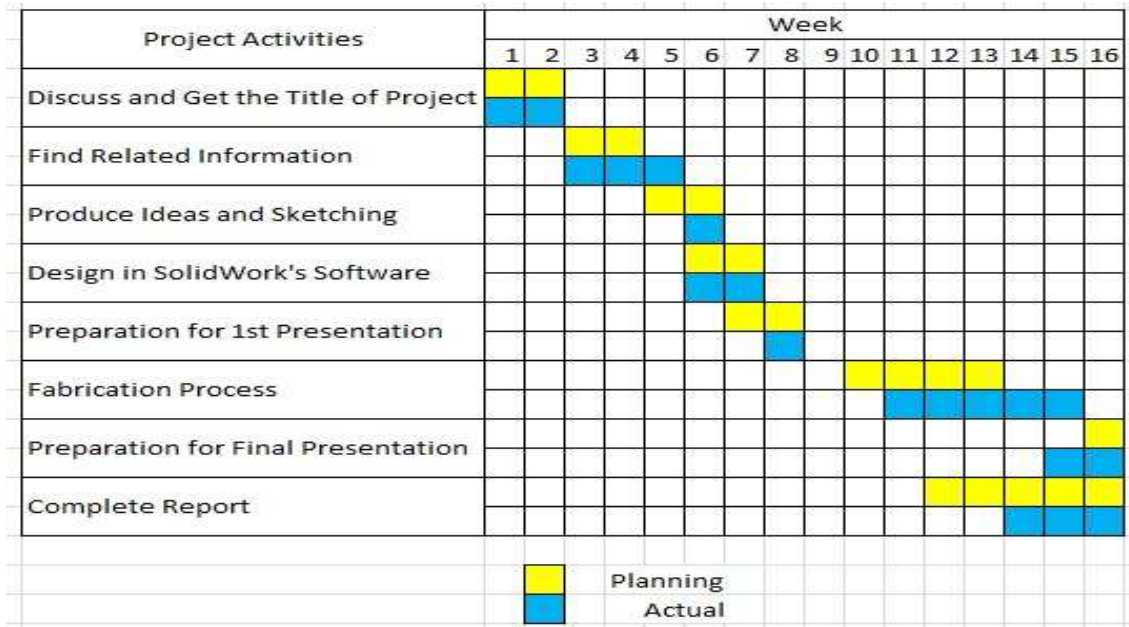 Project Activities
Week
1 2 3 4 5 6 7 8 9 10 11 12 13 14 15 16
Discuss and Get the Title of Project
Find Related Information
Produce Ideas and Sketching
Design in SolidWork's Software
Preparation for 1st Presentation
Fabrication Process
Preparation for Final Presentation
Complete Report
Planning
Actual